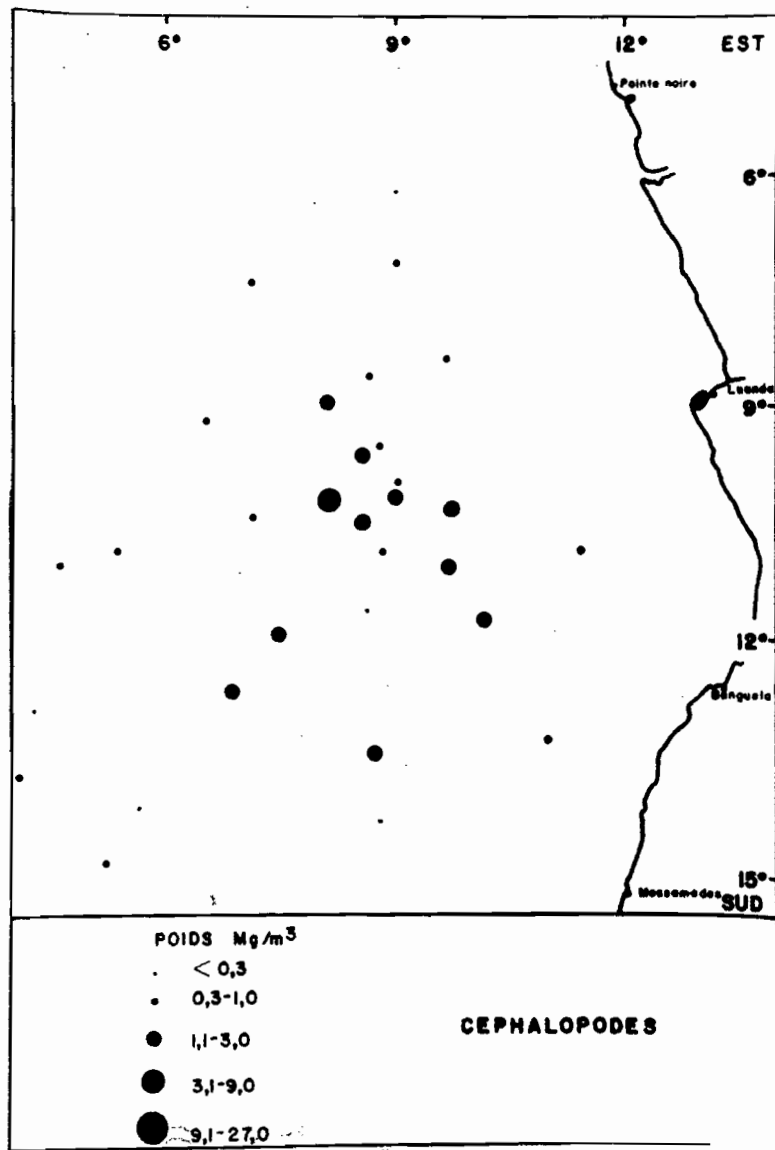 6° 9° 12° EST
Pointe noire
6°
Luanda
9°
12°
Benguela
15°
Mossamedes
SUD
POIDS Mg/m³
< 0,3
0,3-1,0
1,1-3,0
CEPHALOPODES
3,1-9,0
9,1-27,0